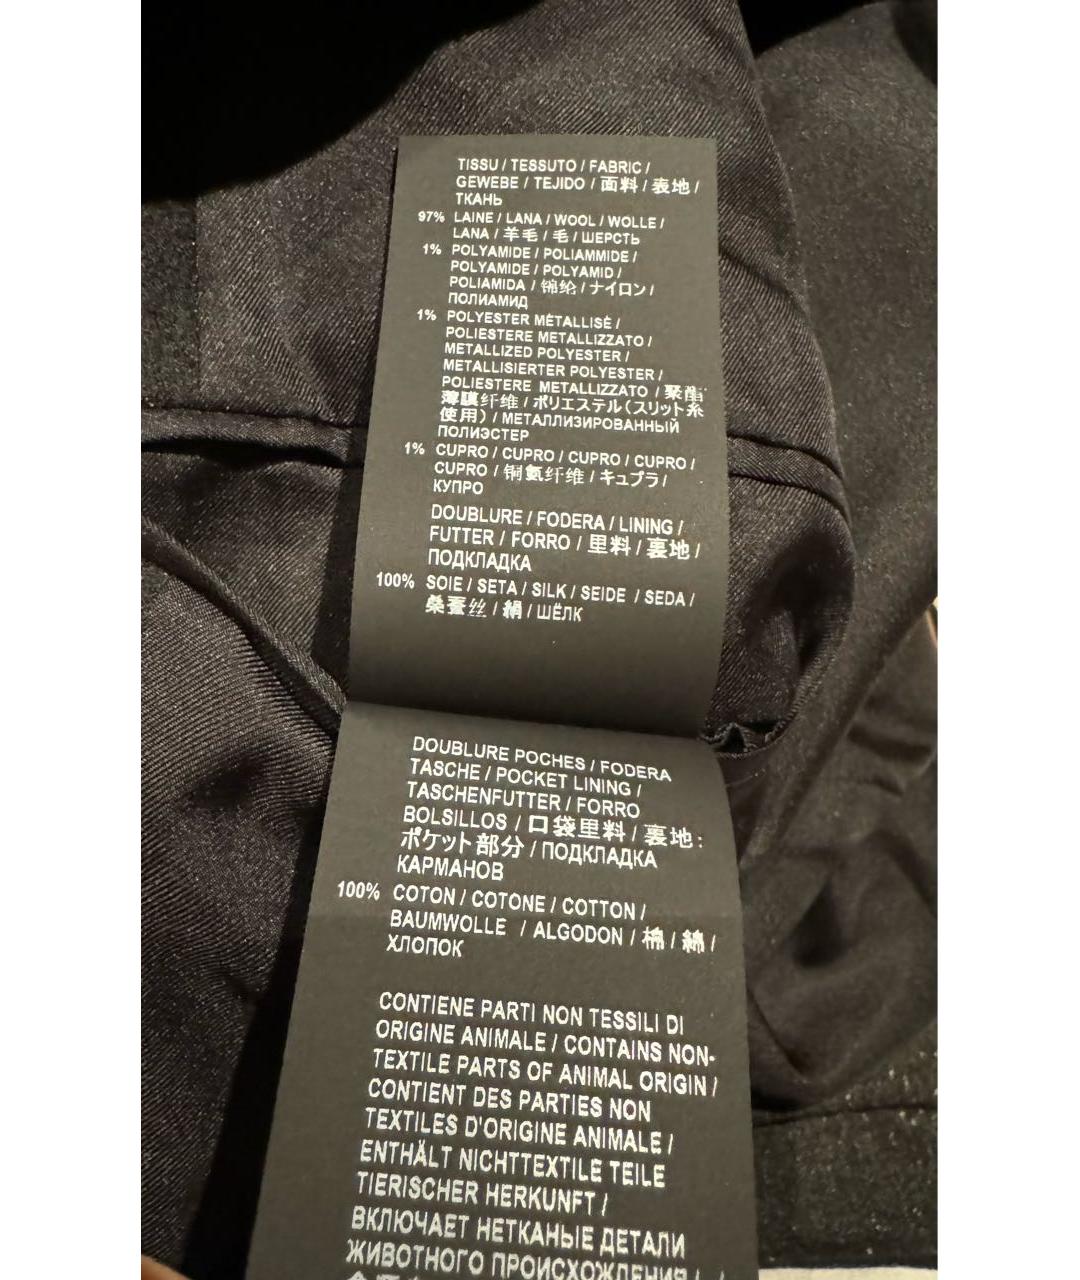 TISSU / TESSUTO / FABRIC /
GEWEBE / TEJIDO / 面料 / 表地 /
ТКАНЬ
97% LAINE / LANA / WOOL / WOLLE /
LANA / 羊毛 / 毛 / ШЕРСТЬ
1% POLYAMIDE / POLIAMMIDE /
POLYAMIDE / POLYAMID /
POLIAMIDA / 锦纶 / ナイロン /
ПОЛИАМИД
1% POLYESTER MÉTALLISÉ /
POLIESTERE METALLIZZATO /
METALLIZED POLYESTER /
METALLISIERTER POLYESTER /
POLIESTERE METALLIZZATO / 聚酯
薄膜纤维 / ポリエステル(スリット糸
使用) / МЕТАЛЛИЗИРОВАННЫЙ
ПОЛИЭСТЕР
1% CUPRO / CUPRO / CUPRO / CUPRO /
CUPRO / 铜氨纤维 / キュプラ /
КУПРО
DOUBLURE / FODERA / LINING /
FUTTER / FORRO / 里料 / 裏地 /
ПОДКЛАДКА
100% SOIE / SETA / SILK / SEIDE / SEDA /
桑蚕丝 / 絹 / ШЁЛК
DOUBLURE POCHES / FODERA
TASCHE / POCKET LINING /
TASCHENFUTTER / FORRO
BOLSILLOS / 口袋里料 / 裏地:
ポケット部分 / ПОДКЛАДКА
КАРМАНОВ
100% COTON / COTONE / COTTON /
BAUMWOLLE / ALGODON / 棉 / 綿 /
ХЛОПОК
CONTIENE PARTI NON TESSILI DI
ORIGINE ANIMALE / CONTAINS NON-
TEXTILE PARTS OF ANIMAL ORIGIN /
CONTIENT DES PARTIES NON
TEXTILES D'ORIGINE ANIMALE /
ENTHÄLT NICHTTEXTILE TEILE
TIERISCHER HERKUNFT /
ВКЛЮЧАЕТ НЕТКАНЫЕ ДЕТАЛИ
ЖИВОТНОГО ПРОИСХОЖДЕНИЯ /